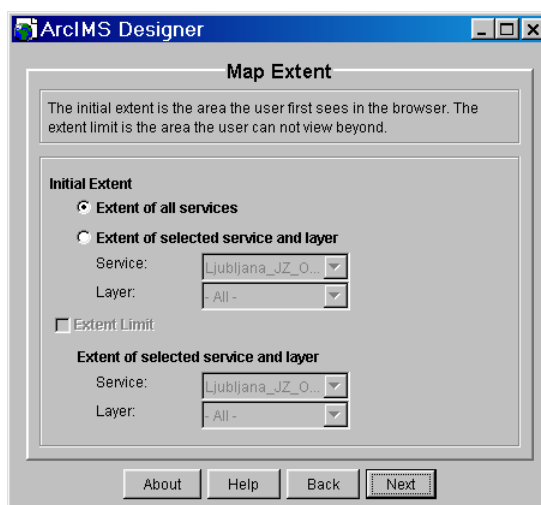 ArcIMS Designer
Map Extent
The initial extent is the area the user first sees in the browser. The
extent limit is the area the user can not view beyond.
Initial Extent
Extent of all services
Extent of selected service and layer
Service: Ljubljana_JZ_O...
Layer: - All -
Extent Limit
Extent of selected service and layer
Service: Ljubljana_JZ_O...
Layer: - All -
About Help Back Next